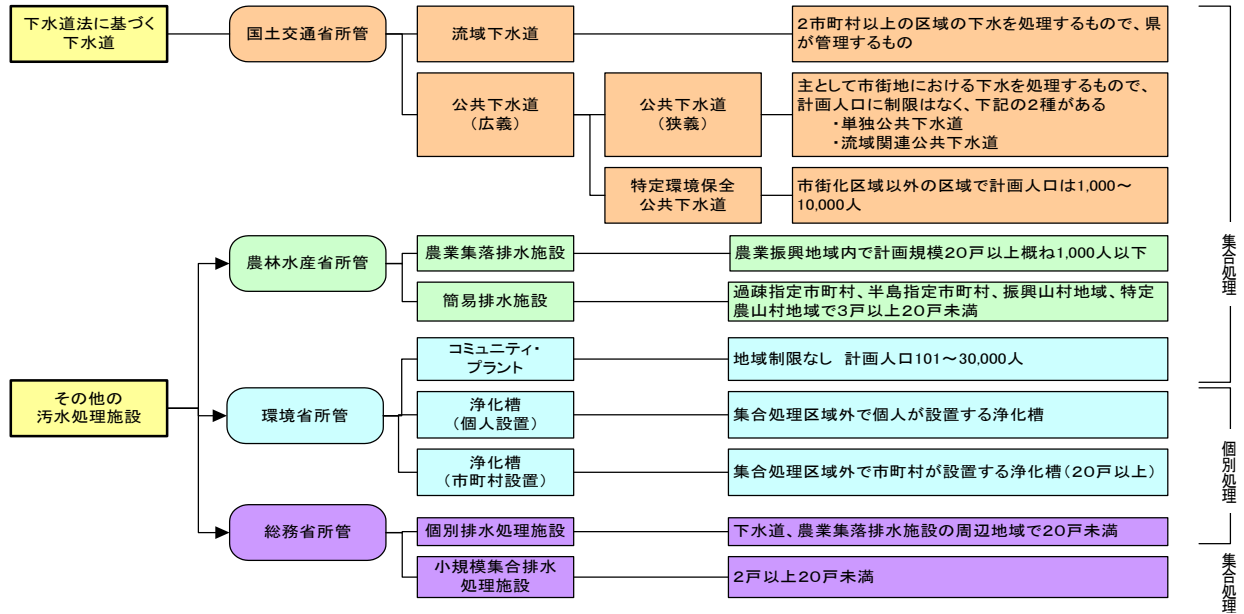 下水道法に基づく
下水道
国土交通省所管
流域下水道
2市町村以上の区域の下水を処理するもので、県
が管理するもの
公共下水道
(広義)
公共下水道
(狭義)
主として市街地における下水を処理するもので、
計画人口に制限はなく、下記の2種がある
・単独公共下水道
・流域関連公共下水道
特定環境保全
公共下水道
市街化区域以外の区域で計画人口は1,000～
10,000人
集合処理
農林水産省所管
農業集落排水施設
農業振興地域内で計画規模20戸以上概ね1,000人以下
簡易排水施設
過疎指定市町村、半島指定市町村、振興山村地域、特定
農山村地域で3戸以上20戸未満
その他の
汚水処理施設
環境省所管
コミュニティ・
プラント
地域制限なし 計画人口101～30,000人
浄化槽
(個人設置)
集合処理区域外で個人が設置する浄化槽
浄化槽
(市町村設置)
集合処理区域外で市町村が設置する浄化槽(20戸以上)
個別処理
総務省所管
個別排水処理施設
下水道、農業集落排水施設の周辺地域で20戸未満
小規模集合排水
処理施設
2戸以上20戸未満
集合処理